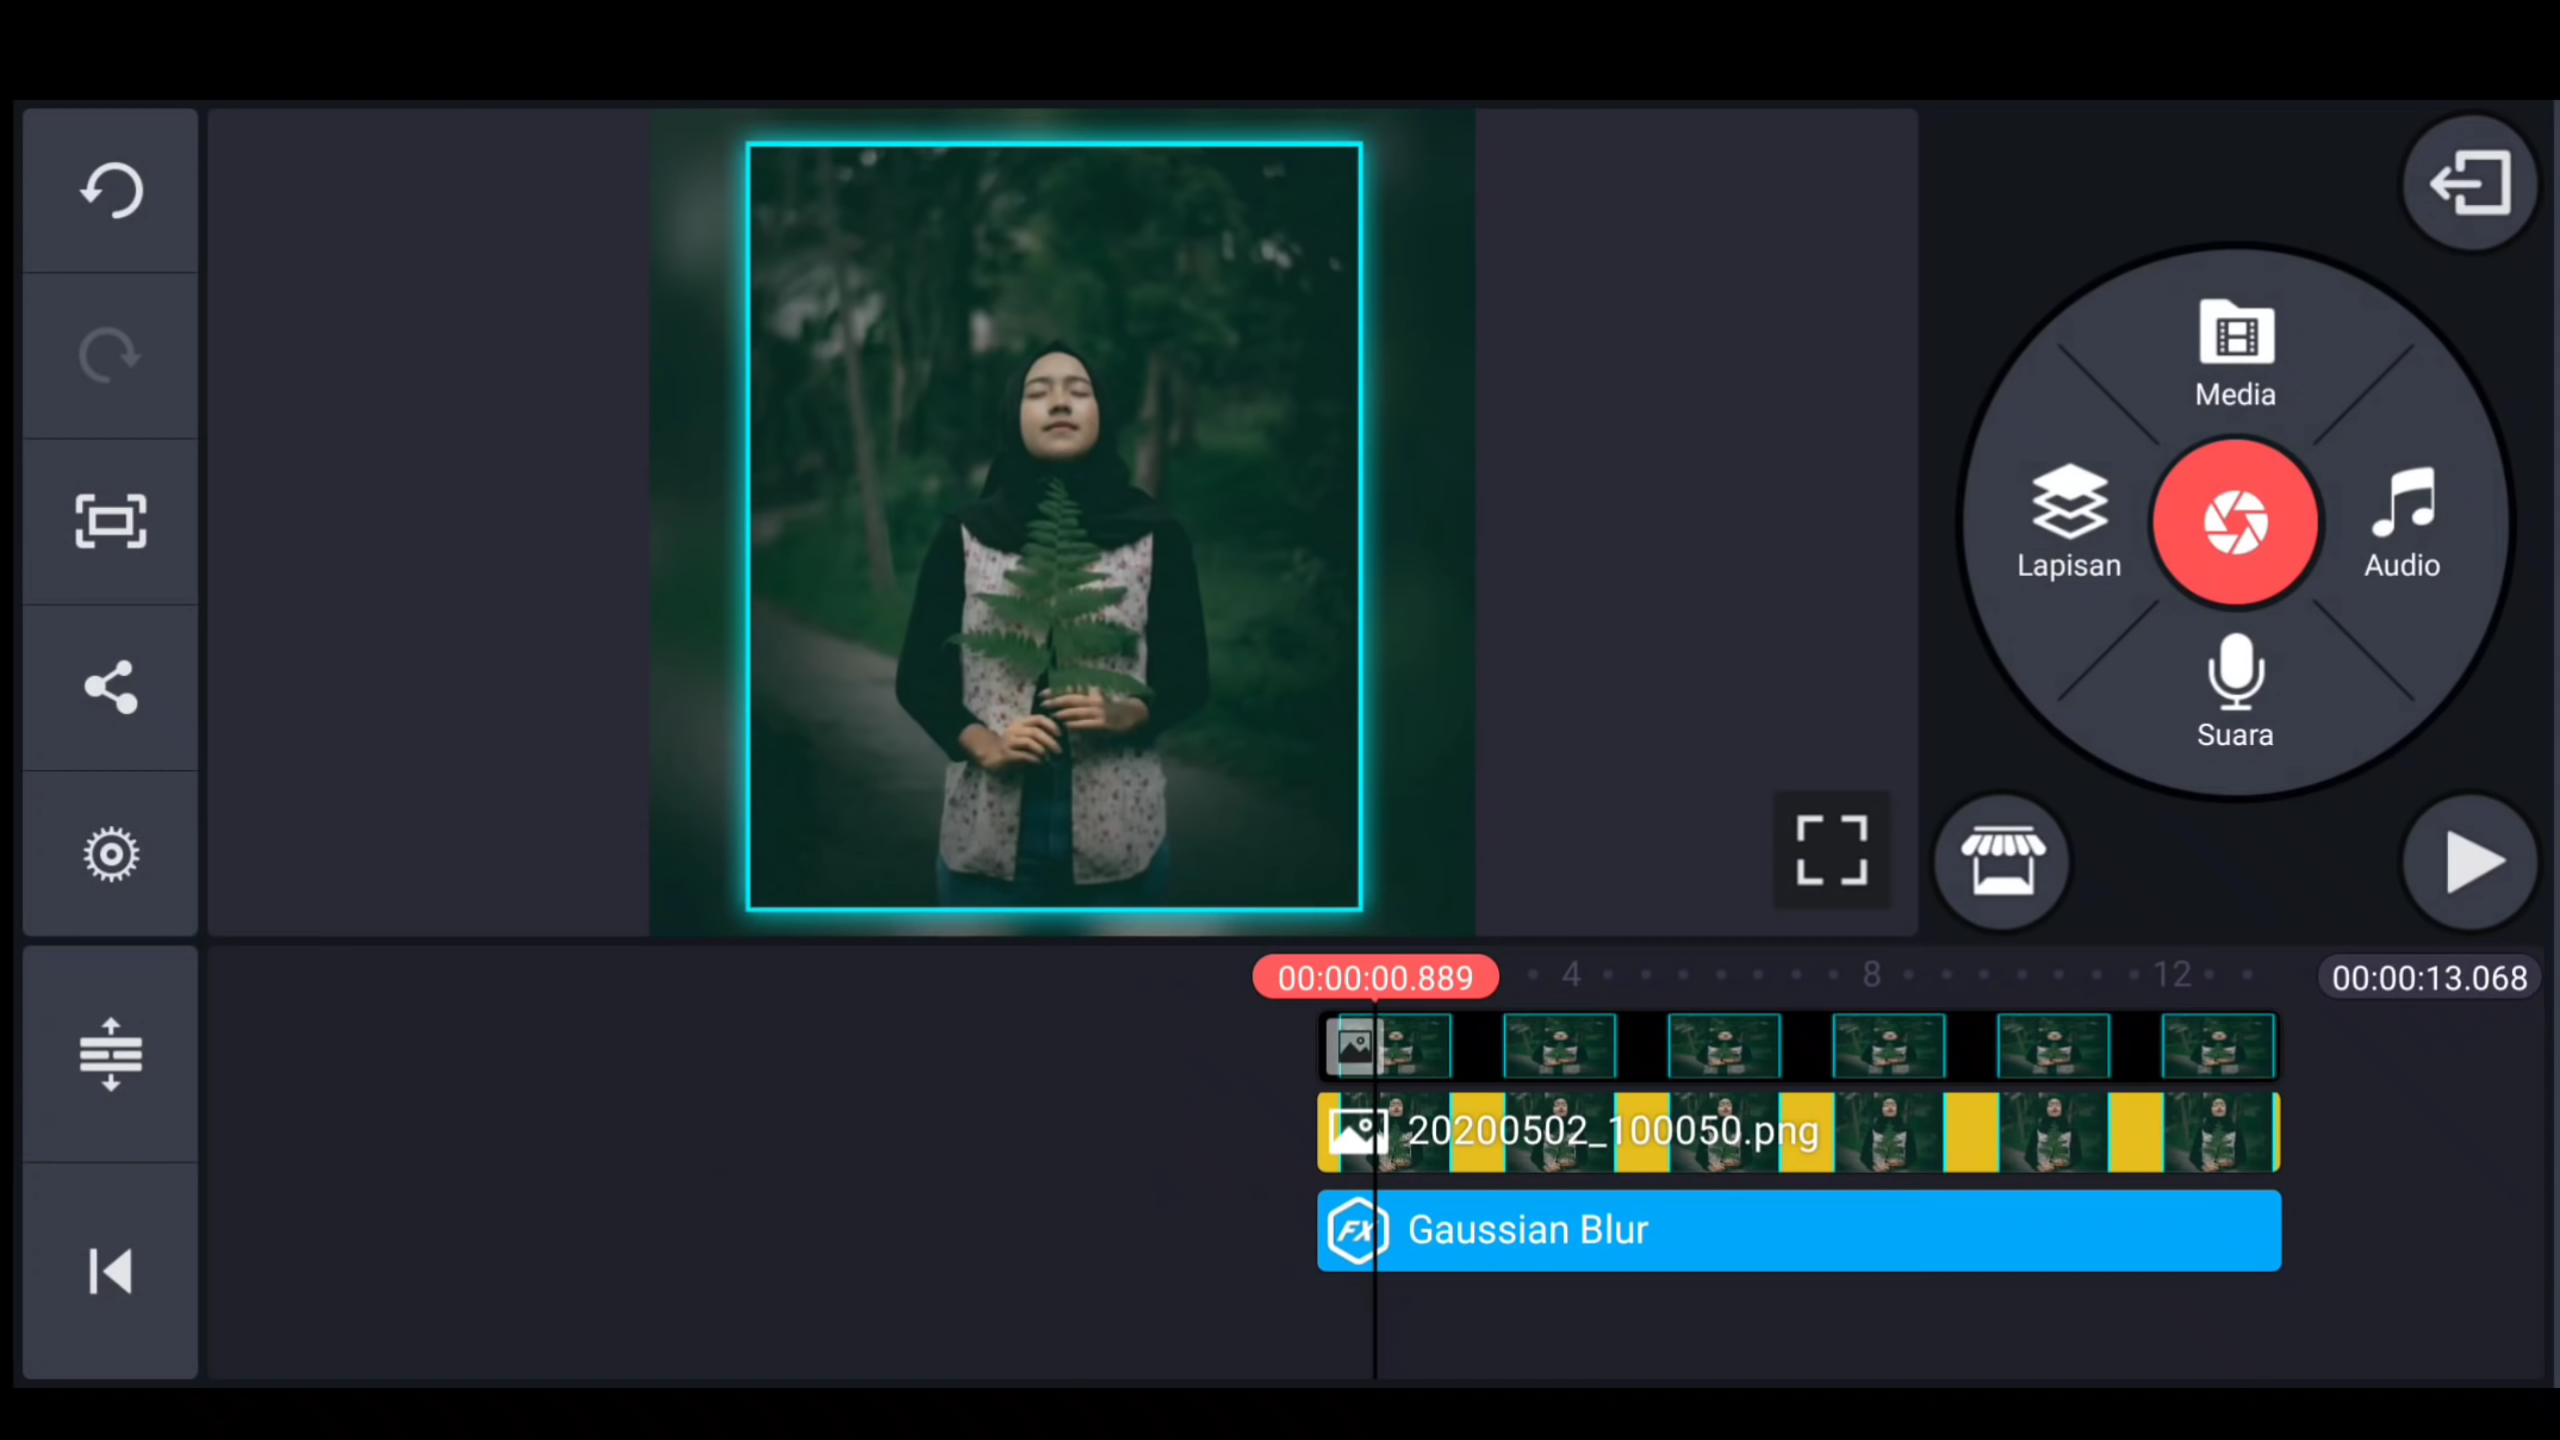 Media
Lapisan
Audio
Suara
00:00:00.889
4
8
12
00:00:13.068
20200502_100050.png
FX
Gaussian Blur